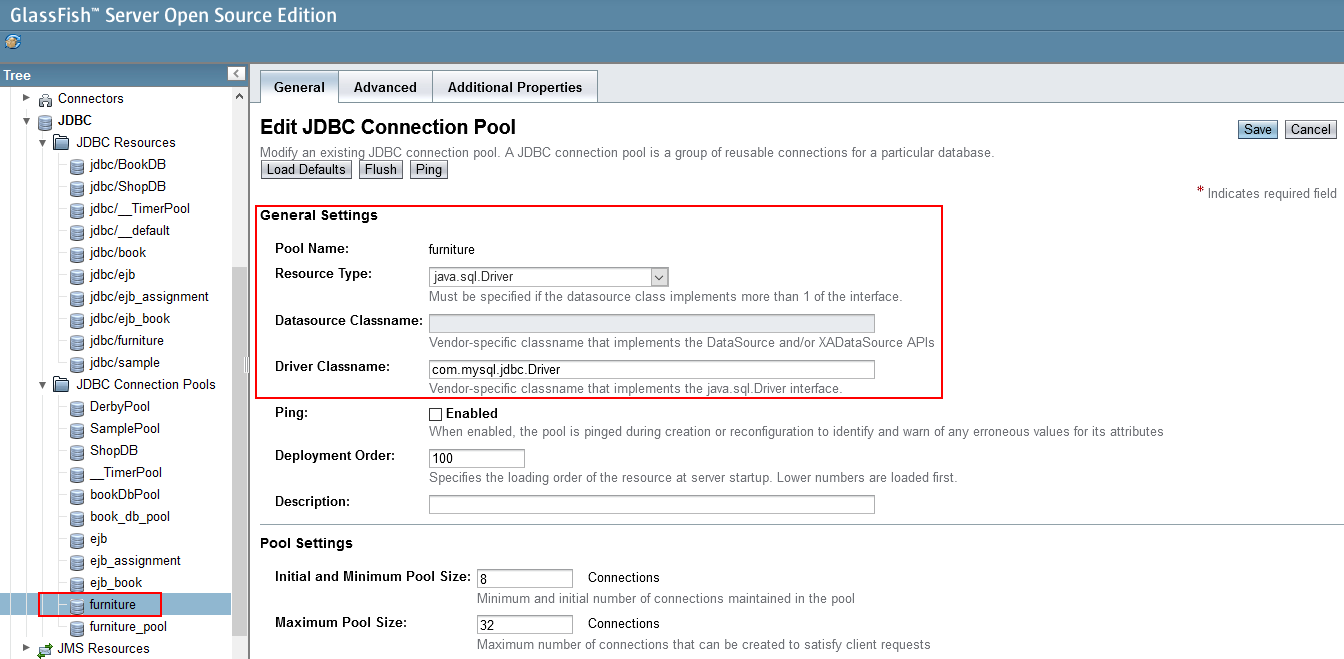 GlassFish™ Server Open Source Edition
Tree
Connectors
JDBC
JDBC Resources
jdbc/BookDB
jdbc/ShopDB
jdbc/__TimerPool
jdbc/__default
jdbc/book
jdbc/ejb
jdbc/ejb_assignment
jdbc/ejb_book
jdbc/furniture
jdbc/sample
JDBC Connection Pools
DerbyPool
SamplePool
ShopDB
__TimerPool
bookDbPool
book_db_pool
ejb
ejb_assignment
ejb_book
furniture
furniture_pool
JMS Resources
General Advanced Additional Properties
Edit JDBC Connection Pool
Save Cancel
Modify an existing JDBC connection pool. A JDBC connection pool is a group of reusable connections for a particular database.
Load Defaults Flush Ping
* Indicates required field
General Settings
Pool Name: furniture
Resource Type: java.sql.Driver
Must be specified if the datasource class implements more than 1 of the interface.
Datasource Classname:
Vendor-specific classname that implements the DataSource and/or XADataSource APIs
Driver Classname: com.mysql.jdbc.Driver
Vendor-specific classname that implements the java.sql.Driver interface.
Ping: Enabled
When enabled, the pool is pinged during creation or reconfiguration to identify and warn of any erroneous values for its attributes
Deployment Order: 100
Specifies the loading order of the resource at server startup. Lower numbers are loaded first.
Description:
Pool Settings
Initial and Minimum Pool Size: 8 Connections
Minimum and initial number of connections maintained in the pool
Maximum Pool Size: 32 Connections
Maximum number of connections that can be created to satisfy client requests